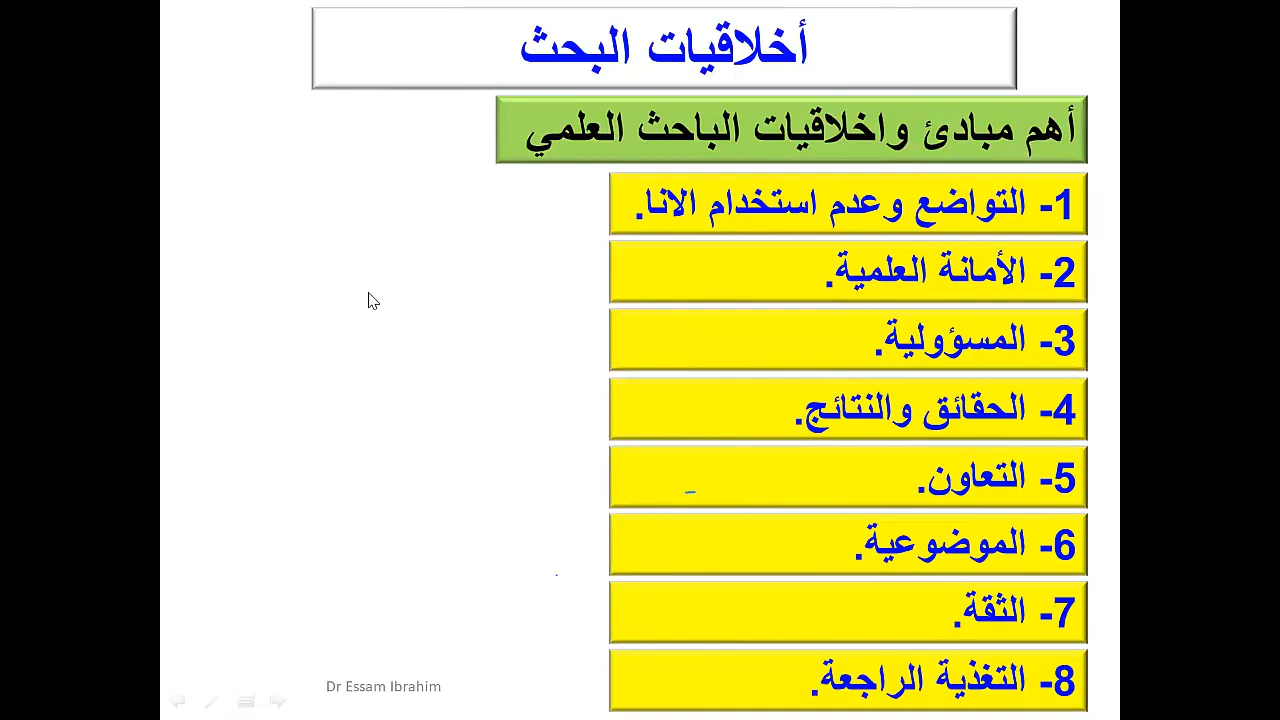 أخلاقيات البحث
أهم مبادئ واخلاقيات الباحث العلمي
1- التواضع وعدم استخدام الانا.
2- الأمانة العلمية.
3- المسؤولية.
4- الحقائق والنتائج.
5- التعاون.
6- الموضوعية.
7- الثقة.
8- التغذية الراجعة.
Dr Essam Ibrahim